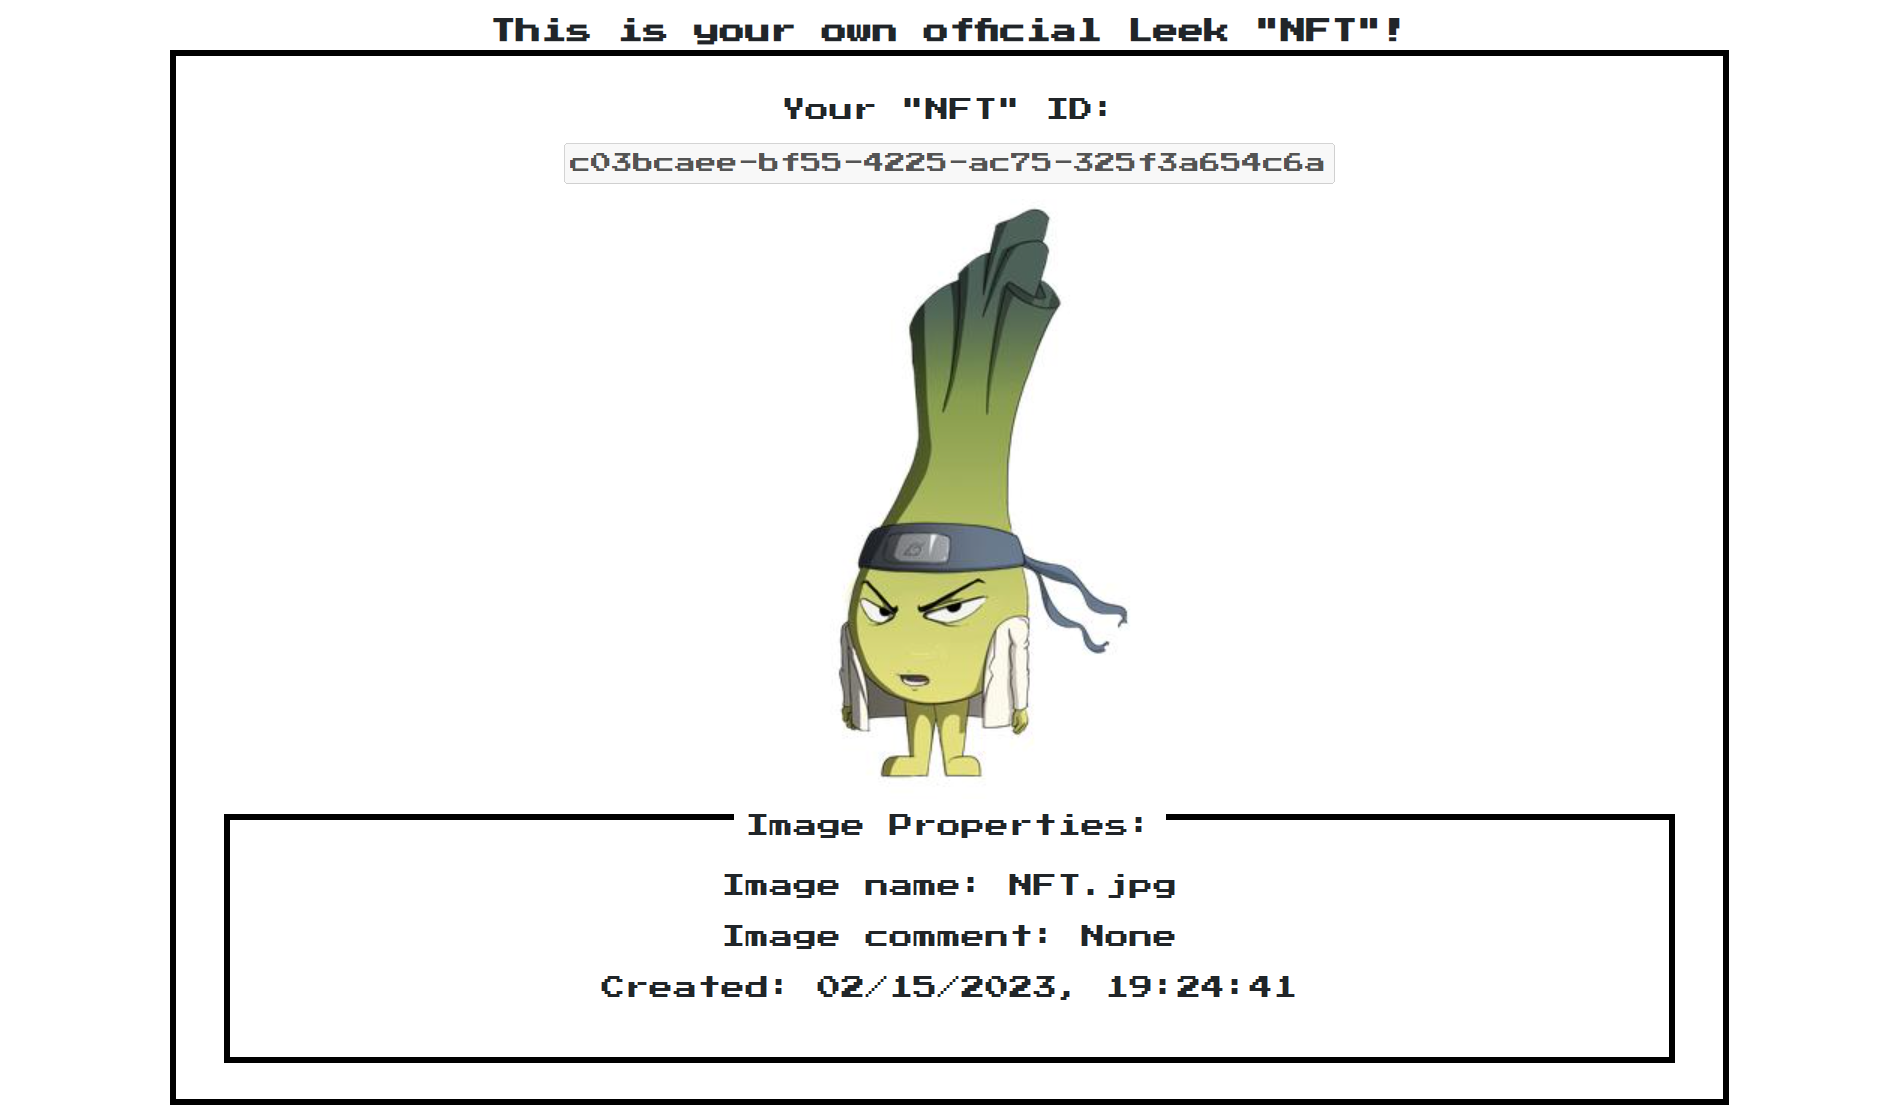 This is your own official Leek "NFT"!
Your "NFT" ID:
c03bcaee-bf55-4225-ac75-325f3a654c6a
Image Properties:
Image name: NFT.jpg
Image comment: None
Created: 02/15/2023, 19:24:41